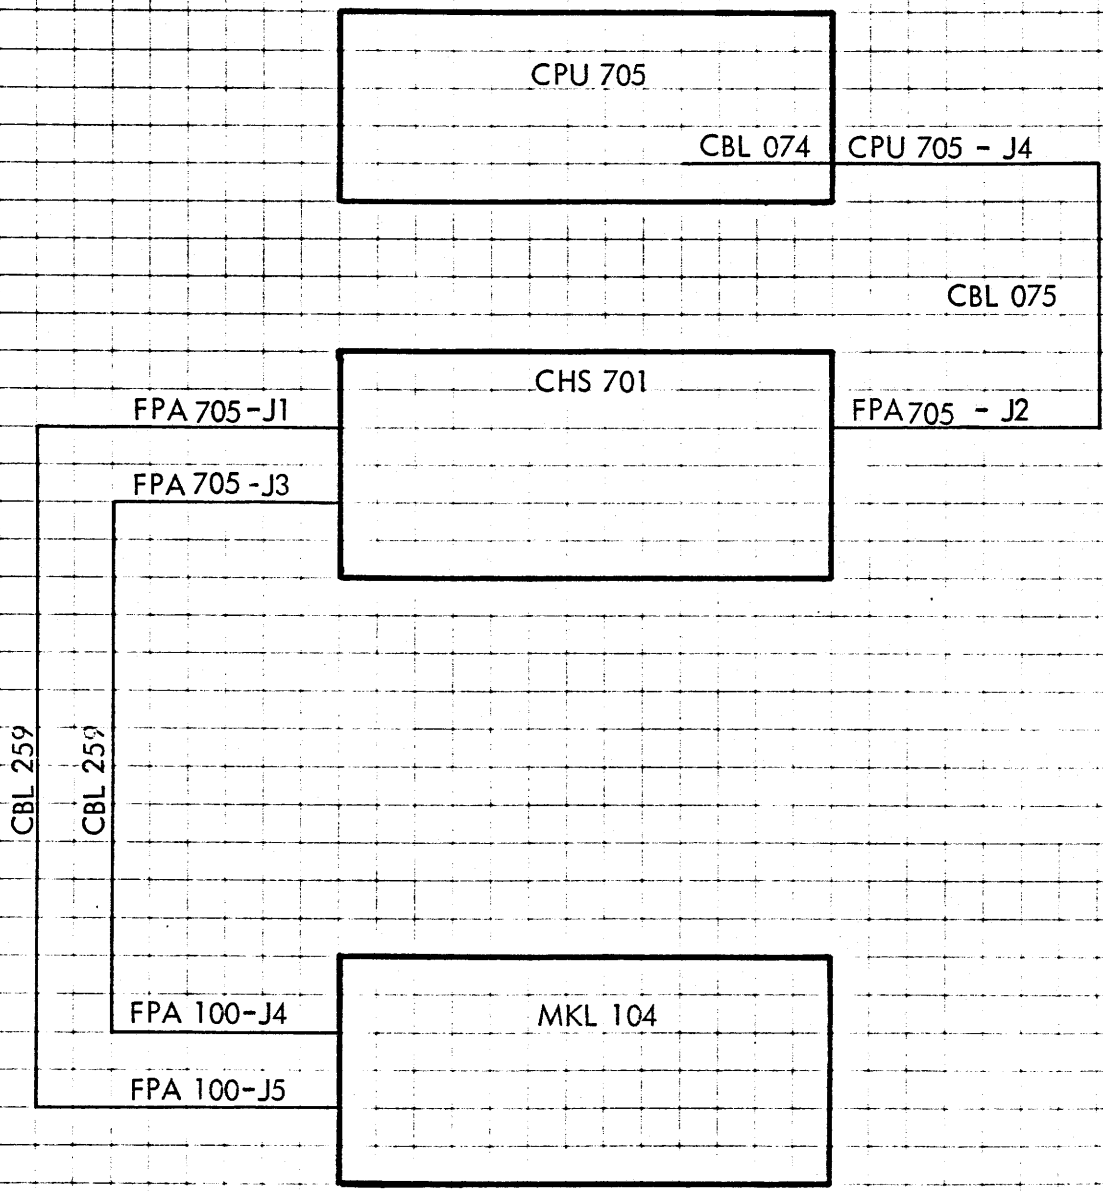 CPU 705
CBL 074
CPU 705 - J4
CBL 075
CHS 701
FPA 705-J1
FPA 705 - J2
FPA 705 -J3
CBL 259
CBL 259
FPA 100-J4
MKL 104
FPA 100-J5